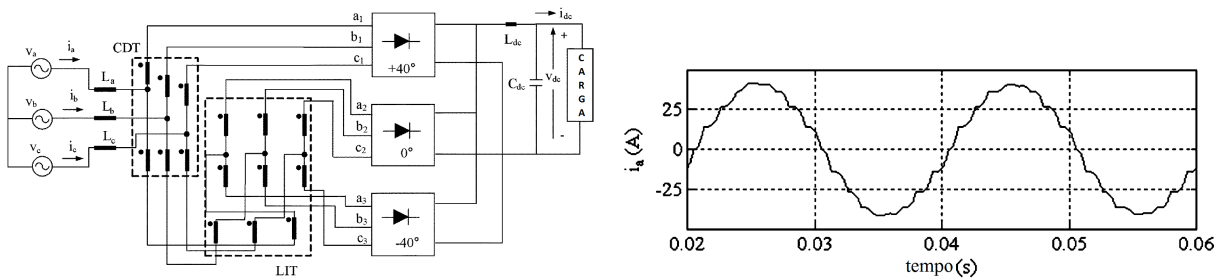 CDT
v_a
i_a
L_a
v_b
i_b
L_b
v_c
i_c
L_c
a_1
b_1
c_1
+40°
a_2
b_2
c_2
0°
a_3
b_3
c_3
-40°
LIT
i_dc
L_dc
C_dc
+
v_dc
-
CARGA
i_a (A)
25
0
-25
0.02
0.03
0.04
0.05
0.06
tempo(s)